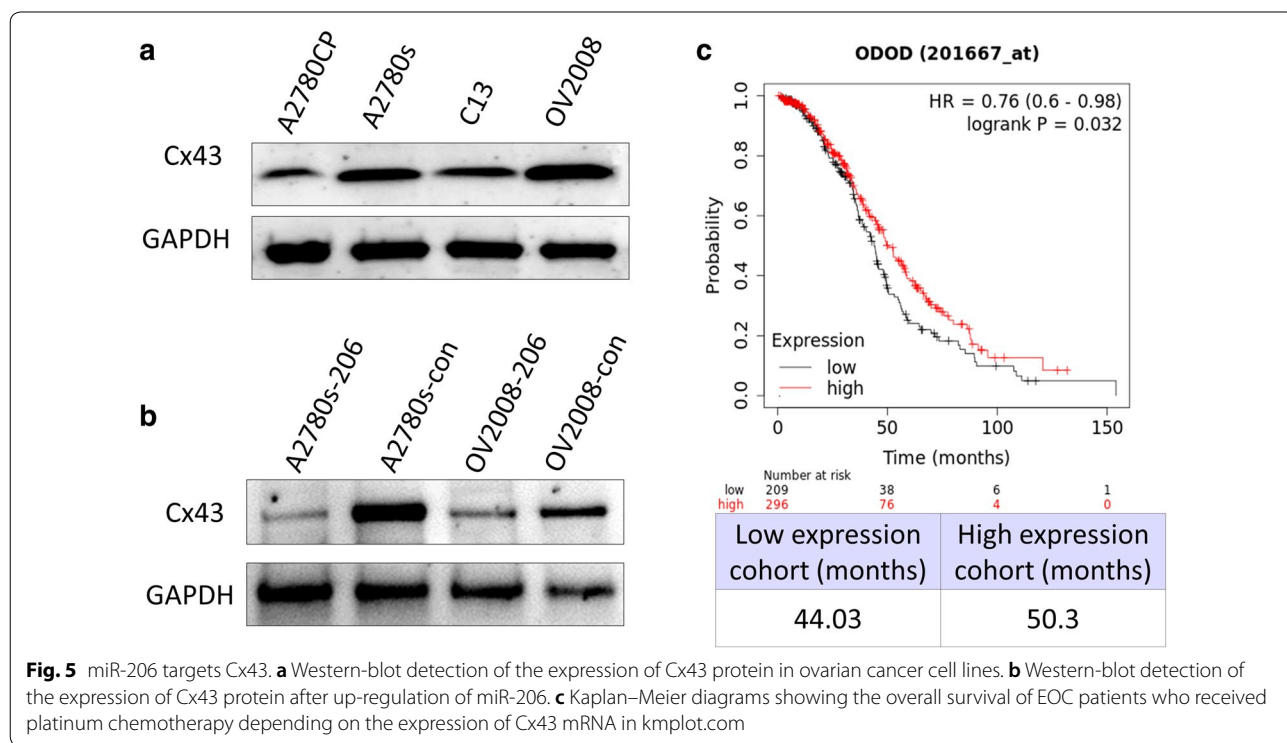 a
A2780CP
A2780s
C13
OV2008
Cx43
GAPDH
b
A2780s-206
A2780s-con
OV2008-206
OV2008-con
Cx43
GAPDH
c
ODOD (201667_at)
HR = 0.76 (0.6 - 0.98)
logrank P = 0.032
Probability
1.0
0.8
0.6
0.4
0.2
0.0
Expression
low
high
0 50 100 150
Time (months)
Number at risk
low 209 38 6 1
high 296 76 4 0
Low expression cohort (months)
High expression cohort (months)
44.03
50.3
Fig. 5 miR-206 targets Cx43. a Western-blot detection of the expression of Cx43 protein in ovarian cancer cell lines. b Western-blot detection of
the expression of Cx43 protein after up-regulation of miR-206. c Kaplan–Meier diagrams showing the overall survival of EOC patients who received
platinum chemotherapy depending on the expression of Cx43 mRNA in kmplot.com